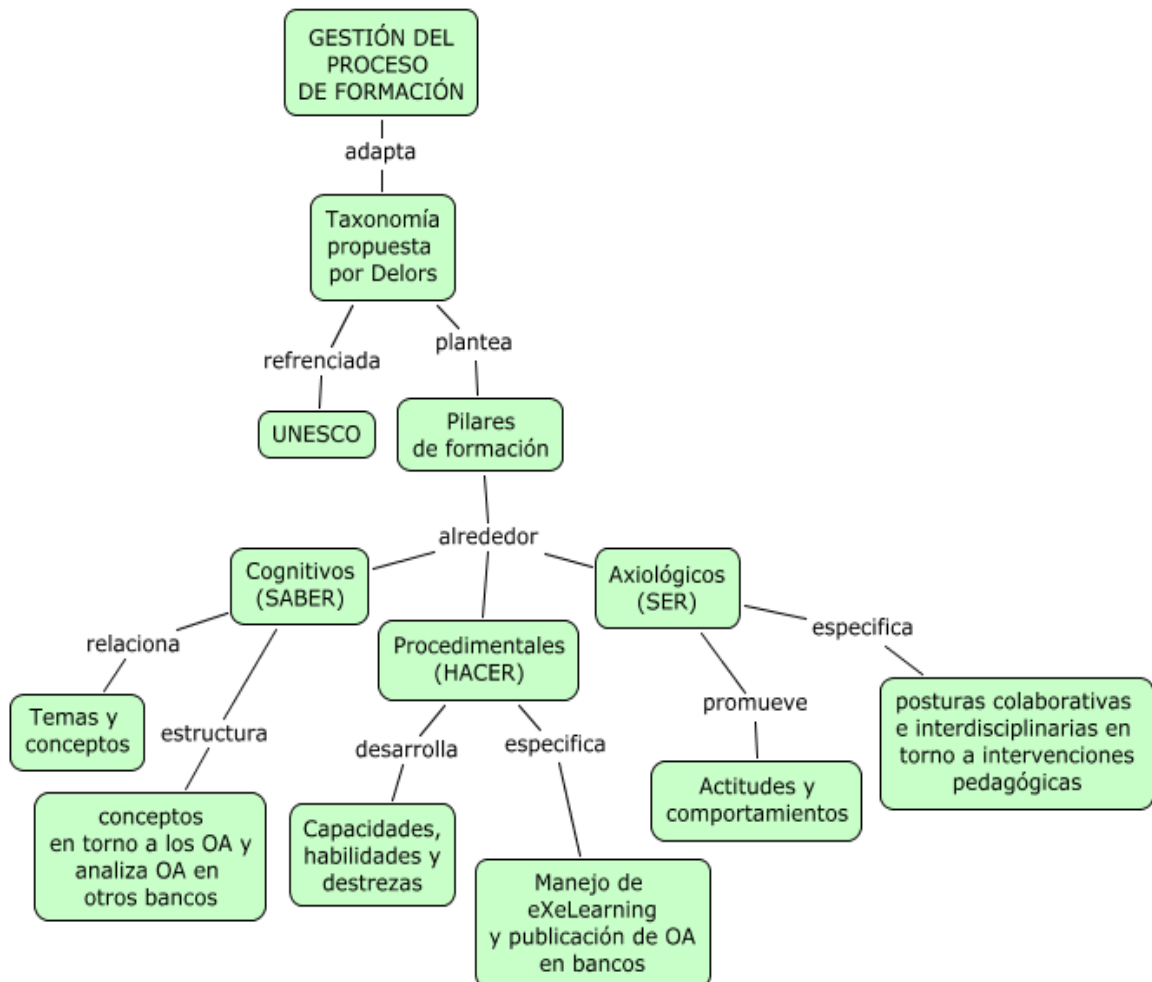 GESTIÓN DEL
PROCESO
DE FORMACIÓN
adapta
Taxonomía
propuesta
por Delors
refrenciada
plantea
UNESCO
Pilares
de formación
alrededor
Cognitivos
(SABER)
Procedimentales
(HACER)
Axiológicos
(SER)
relaciona
Temas y
conceptos
estructura
conceptos
en torno a los OA y
analiza OA en
otros bancos
desarrolla
Capacidades,
habilidades y
destrezas
especifica
Manejo de
eXeLearning
y publicación de OA
en bancos
promueve
Actitudes y
comportamientos
especifica
posturas colaborativas
e interdisciplinarias en
torno a intervenciones
pedagógicas